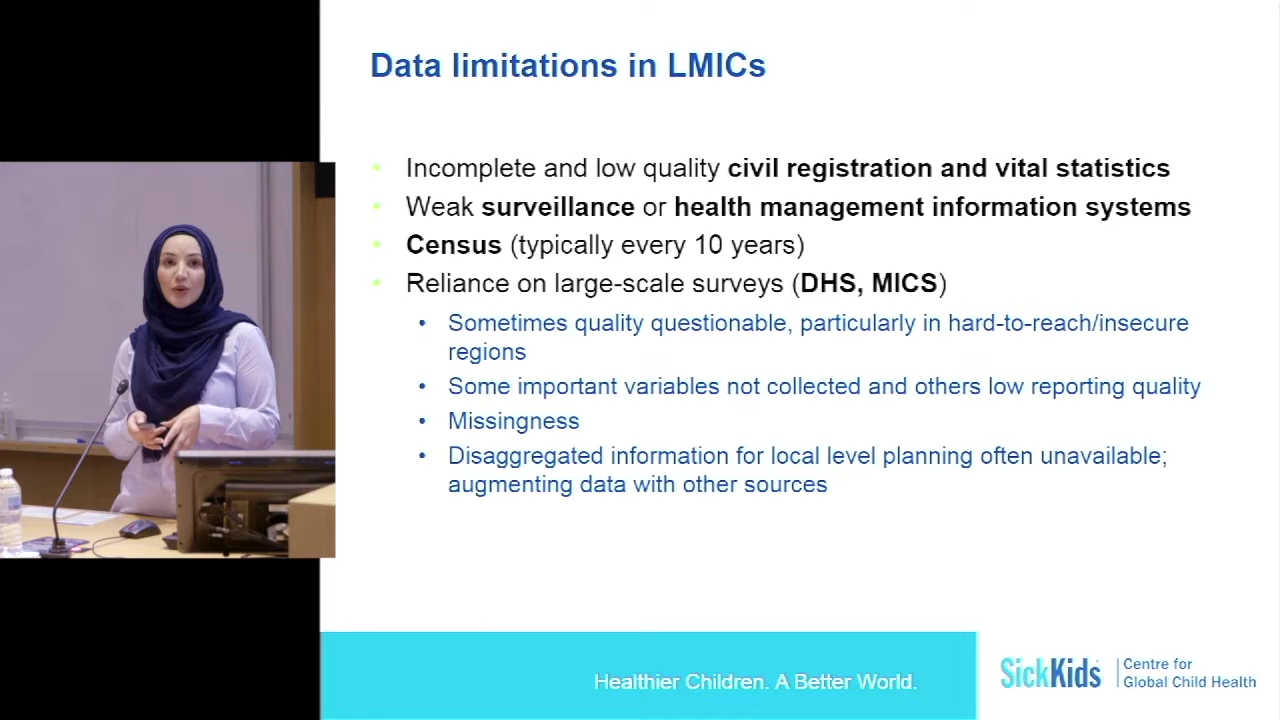 Data limitations in LMICs
• Incomplete and low quality civil registration and vital statistics
• Weak surveillance or health management information systems
• Census (typically every 10 years)
• Reliance on large-scale surveys (DHS, MICS)
• Sometimes quality questionable, particularly in hard-to-reach/insecure
regions
• Some important variables not collected and others low reporting quality
• Missingness
• Disaggregated information for local level planning often unavailable;
augmenting data with other sources
Healthier Children. A Better World.
SickKids
Centre for
Global Child Health